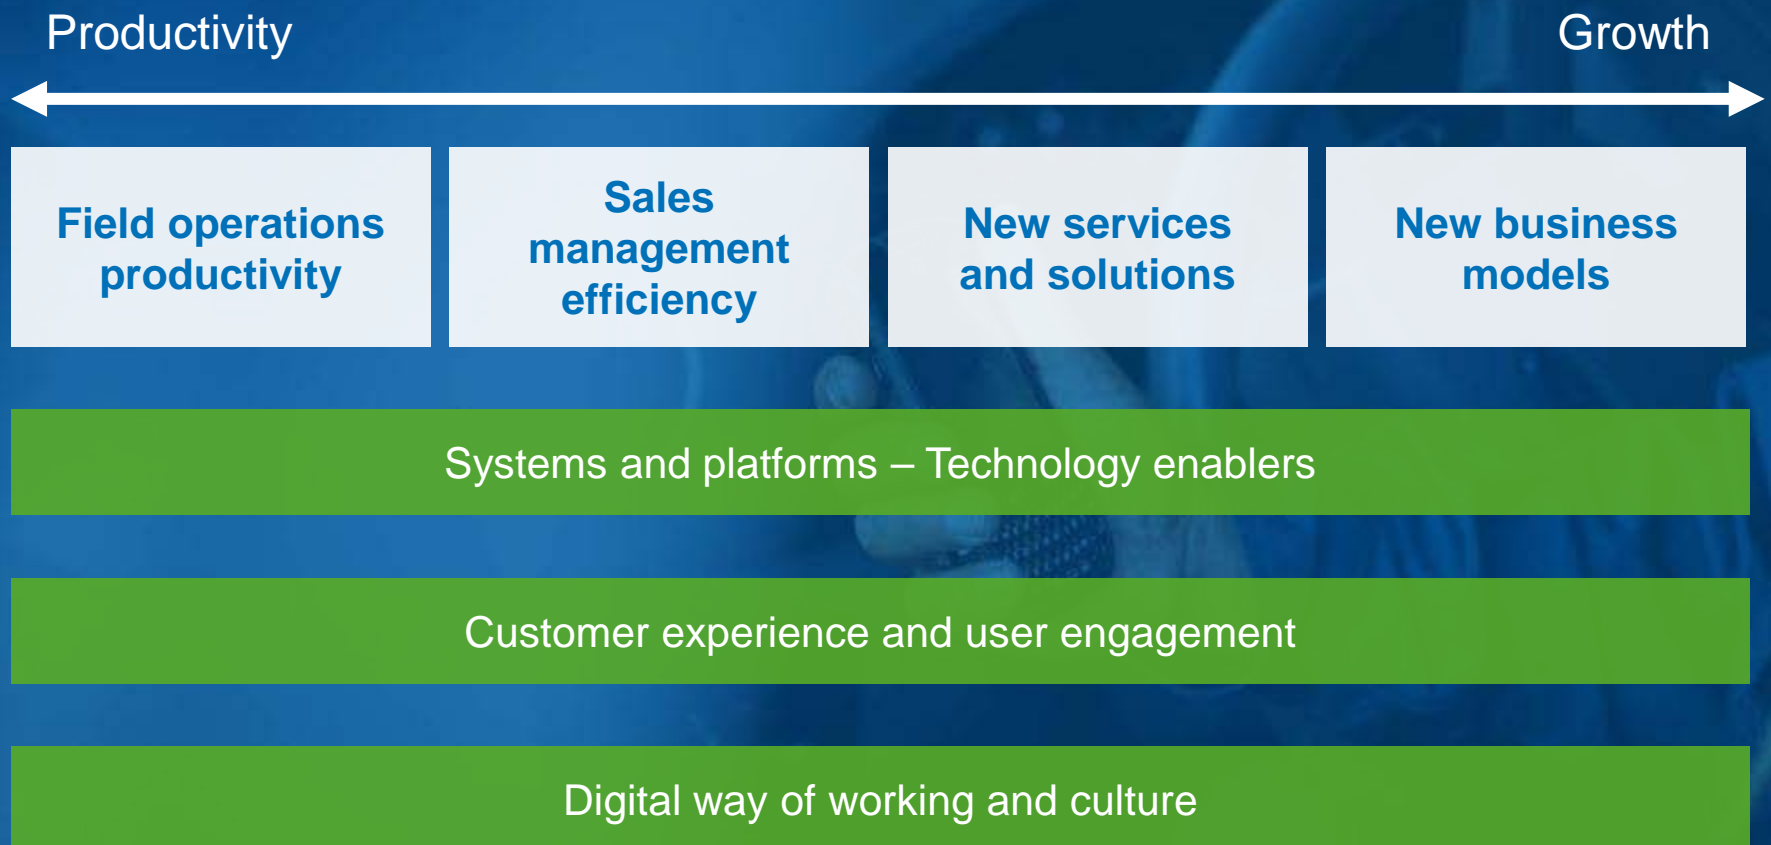 Productivity
Growth
Field operations
productivity
Sales
management
efficiency
New services
and solutions
New business
models
Systems and platforms – Technology enablers
Customer experience and user engagement
Digital way of working and culture